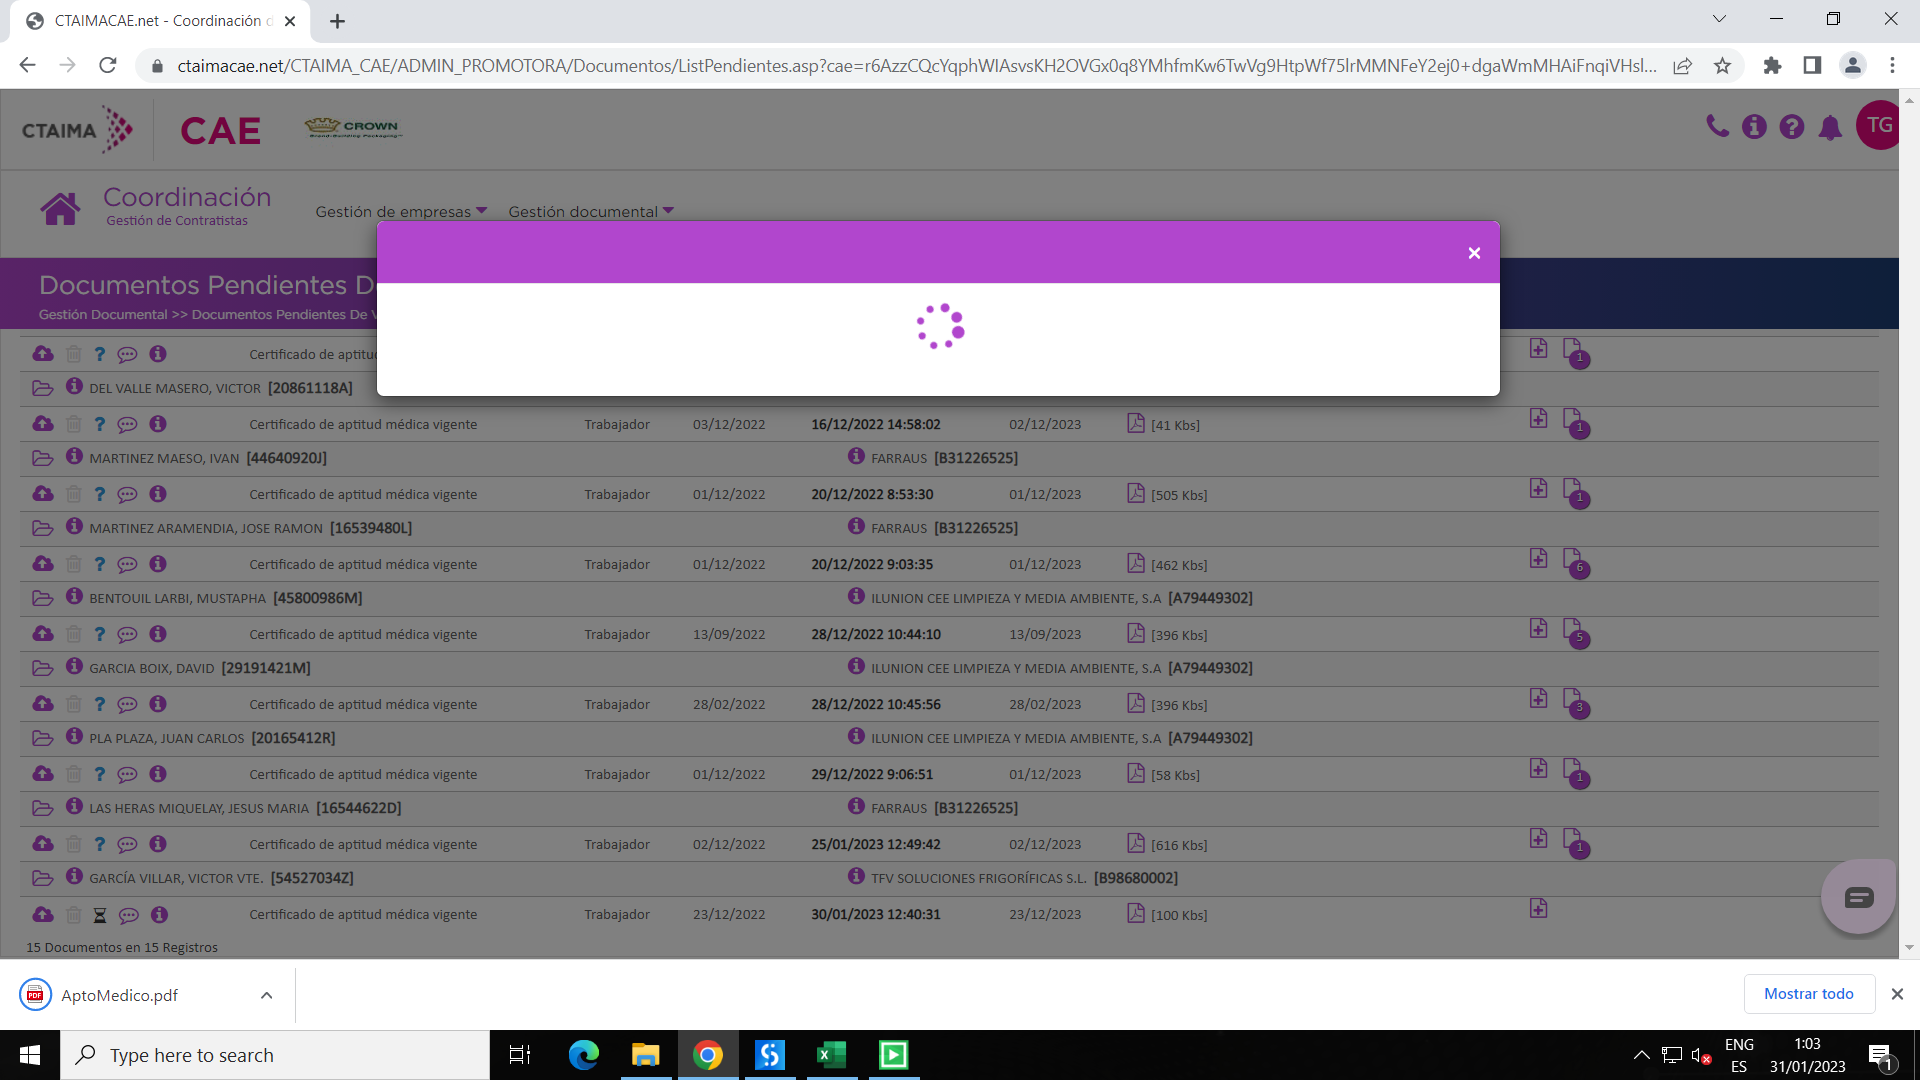 CTAIMACAE.net - Coordinación d
ctaimacae.net/CTAIMA_CAE/ADMIN_PROMOTORA/Documentos/ListPendientes.asp?cae=r6AzzCQcYqphWIAsvsKH2OVGx0q8YMhfmKw6TwVg9HtpWf75lrMMNFeY2ej0+dgaWmMHAiFnqiVHsl...
CTAIMA CAE CROWN
Brand-Building Packaging™
TG
Coordinación
Gestión de Contratistas
Gestión de empresas Gestión documental
×
Documentos Pendientes D
Gestión Documental >> Documentos Pendientes De V
Certificado de aptitu 1
DEL VALLE MASERO, VICTOR [20861118A]
? Certificado de aptitud médica vigente Trabajador 03/12/2022 16/12/2022 14:58:02 02/12/2023 [41 Kbs] 1
MARTINEZ MAESO, IVAN [44640920J] FARRAUS [B31226525]
? Certificado de aptitud médica vigente Trabajador 01/12/2022 20/12/2022 8:53:30 01/12/2023 [505 Kbs] 1
MARTINEZ ARAMENDIA, JOSE RAMON [16539480L] FARRAUS [B31226525]
? Certificado de aptitud médica vigente Trabajador 01/12/2022 20/12/2022 9:03:35 01/12/2023 [462 Kbs] 6
BENTOUIL LARBI, MUSTAPHA [45800986M] ILUNION CEE LIMPIEZA Y MEDIA AMBIENTE, S.A [A79449302]
? Certificado de aptitud médica vigente Trabajador 13/09/2022 28/12/2022 10:44:10 13/09/2023 [396 Kbs] 5
GARCIA BOIX, DAVID [29191421M] ILUNION CEE LIMPIEZA Y MEDIA AMBIENTE, S.A [A79449302]
? Certificado de aptitud médica vigente Trabajador 28/02/2022 28/12/2022 10:45:56 28/02/2023 [396 Kbs] 3
PLA PLAZA, JUAN CARLOS [20165412R] ILUNION CEE LIMPIEZA Y MEDIA AMBIENTE, S.A [A79449302]
? Certificado de aptitud médica vigente Trabajador 01/12/2022 29/12/2022 9:06:51 01/12/2023 [58 Kbs] 1
LAS HERAS MIQUELAY, JESUS MARIA [16544622D] FARRAUS [B31226525]
? Certificado de aptitud médica vigente Trabajador 02/12/2022 25/01/2023 12:49:42 02/12/2023 [616 Kbs] 1
GARCÍA VILLAR, VICTOR VTE. [54527034Z] TFV SOLUCIONES FRIGORÍFICAS S.L. [B98680002]
Certificado de aptitud médica vigente Trabajador 23/12/2022 30/01/2023 12:40:31 23/12/2023 [100 Kbs]
15 Documentos en 15 Registros
PDF AptoMedico.pdf Mostrar todo
Type here to search
ENG
ES
1:03
31/01/2023
1